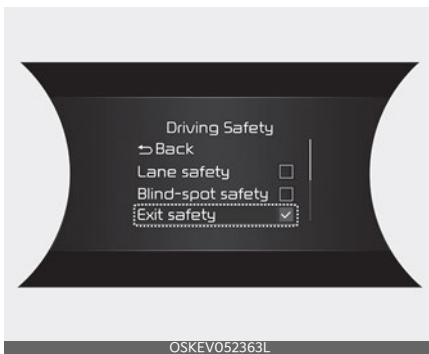 Driving Safety
Back
Lane safety
Blind-spot safety
Exit safety
OSKEV052363L